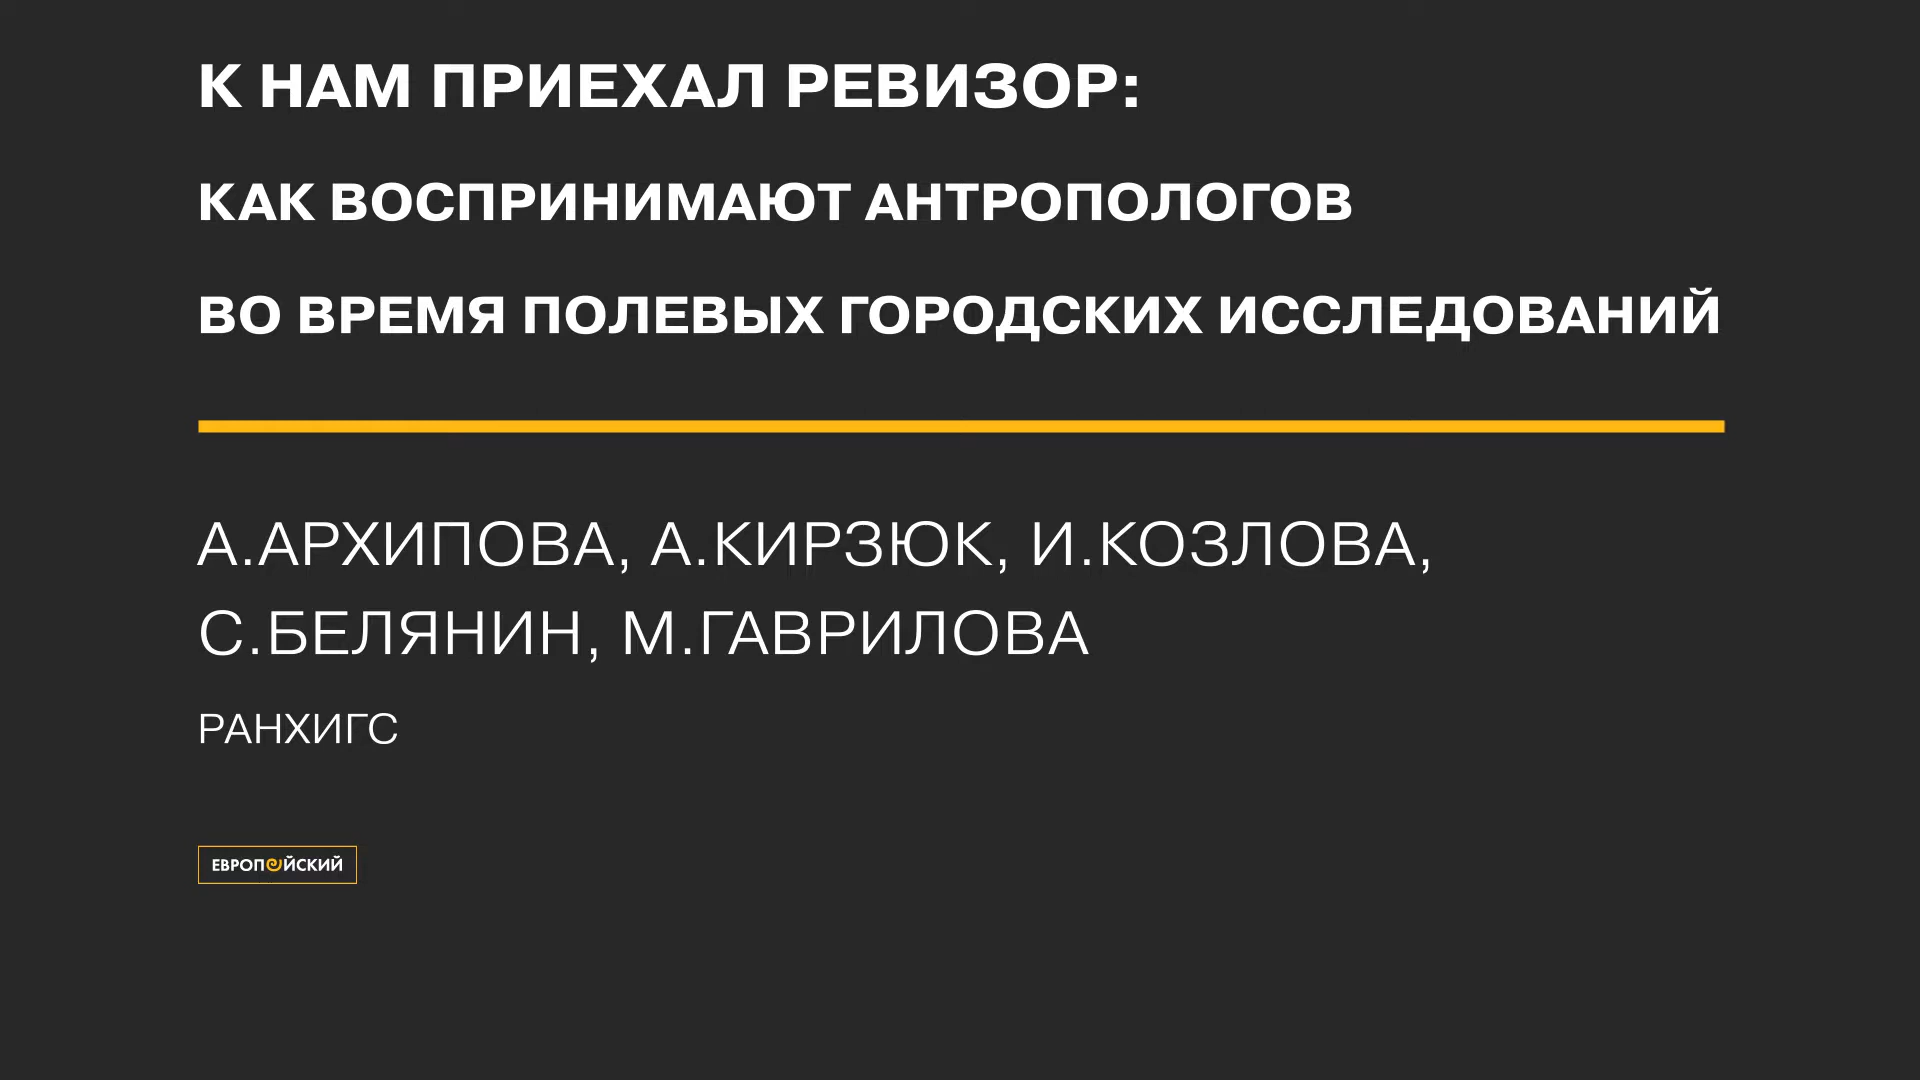 К НАМ ПРИЕХАЛ РЕВИЗОР:
КАК ВОСПРИНИМАЮТ АНТРОПОЛОГОВ
ВО ВРЕМЯ ПОЛЕВЫХ ГОРОДСКИХ ИССЛЕДОВАНИЙ
А.АРХИПОВА, А.КИРЗЮК, И.КОЗЛОВА,
С.БЕЛЯНИН, М.ГАВРИЛОВА
РАНХИГС
ЕВРОПЕЙСКИЙ